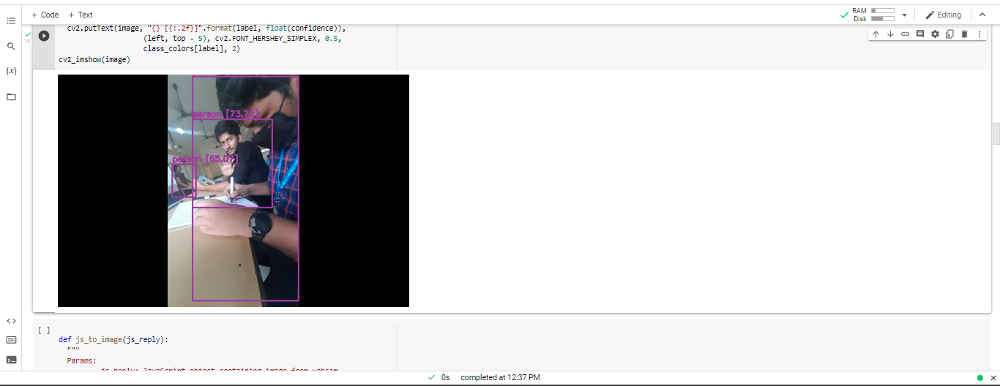 + Code + Text
RAM
Disk
Editing
1s
cv2.putText(image, "{} [{:.2f}]".format(label, float(confidence)),
(left, top - 5), cv2.FONT_HERSHEY_SIMPLEX, 0.5,
class_colors[label], 2)
cv2_imshow(image)
{x}
person [73.72]
person [65.07]
[ ]
def js_to_image(js_reply):
"""
Params:
js_reply: JavaScript object containing image from webcam
0s completed at 12:37 PM